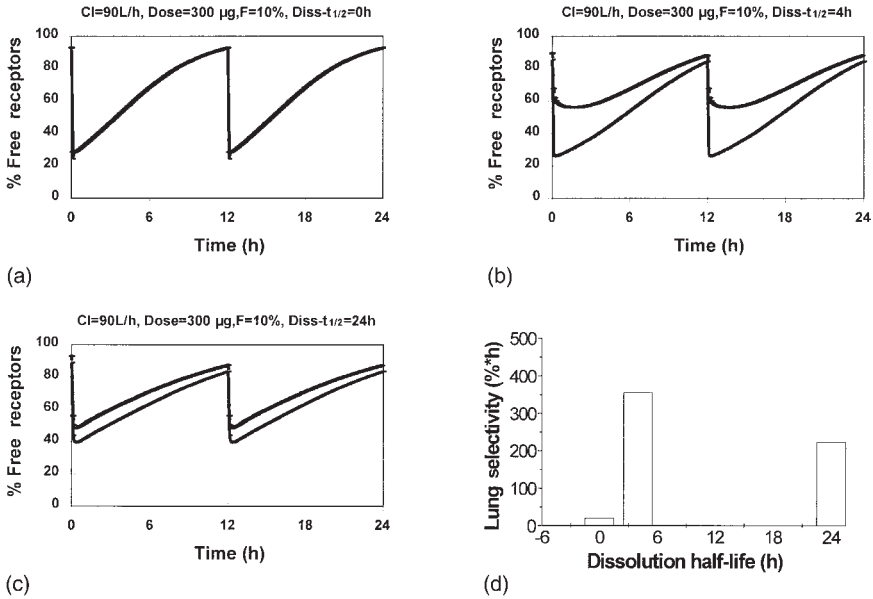 Cl=90L/h, Dose=300 µg,F=10%, Diss-t1/2=0h
% Free receptors
100
80
60
40
20
0
0 6 12 18 24
Time (h)
(a)
Cl=90L/h, Dose=300 µg,F=10%, Diss-t1/2=4h
% Free receptors
100
80
60
40
20
0
0 6 12 18 24
Time (h)
(b)
Cl=90L/h, Dose=300 µg,F=10%, Diss-t1/2=24h
% Free receptors
100
80
60
40
20
0
0 6 12 18 24
Time (h)
(c)
Lung selectivity (%*h)
500
400
300
200
100
0
-6 0 6 12 18 24
Dissolution half-life (h)
(d)